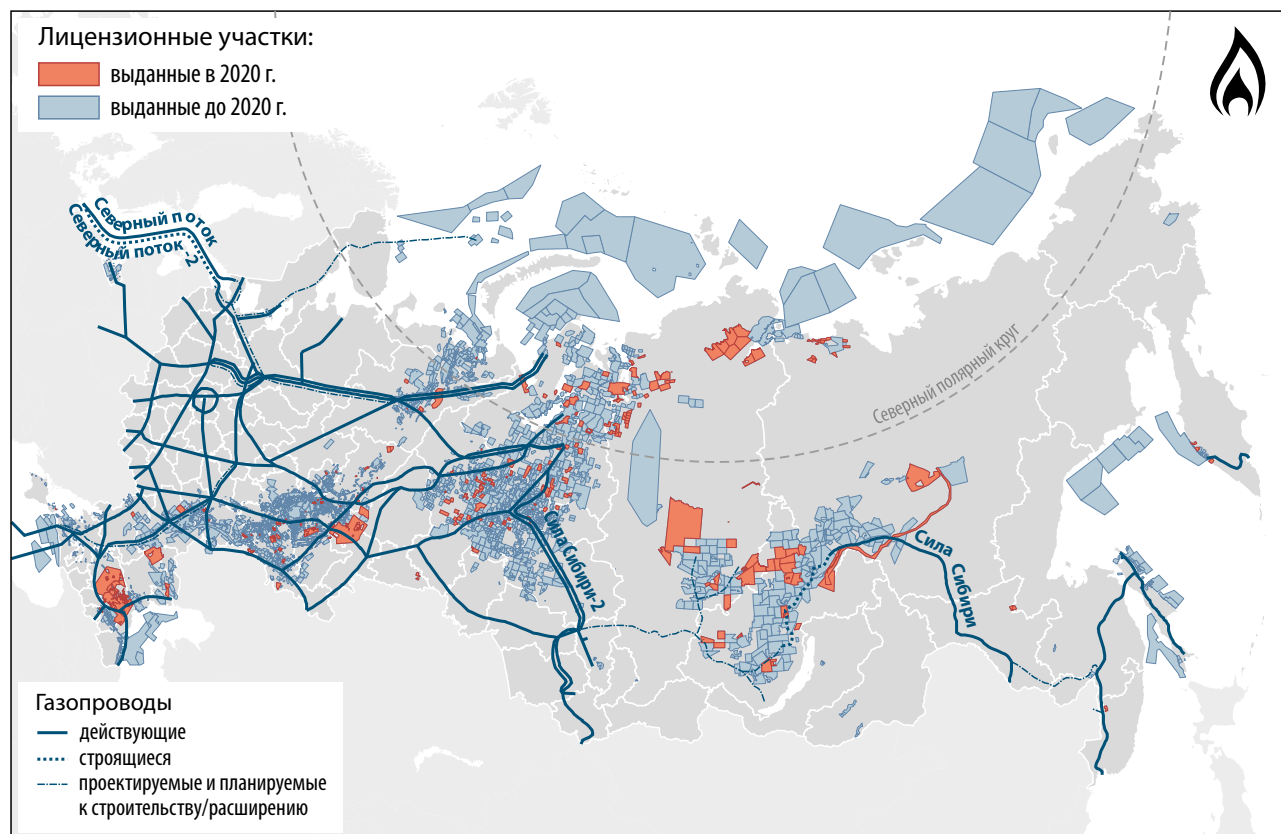 Лицензионные участки:
выданные в 2020 г.
выданные до 2020 г.
Северный поток
Северный поток-2
Северный полярный круг
Сила Сибири-2
Сила Сибири
Газопроводы
действующие
строящиеся
проектируемые и планируемые
к строительству/расширению